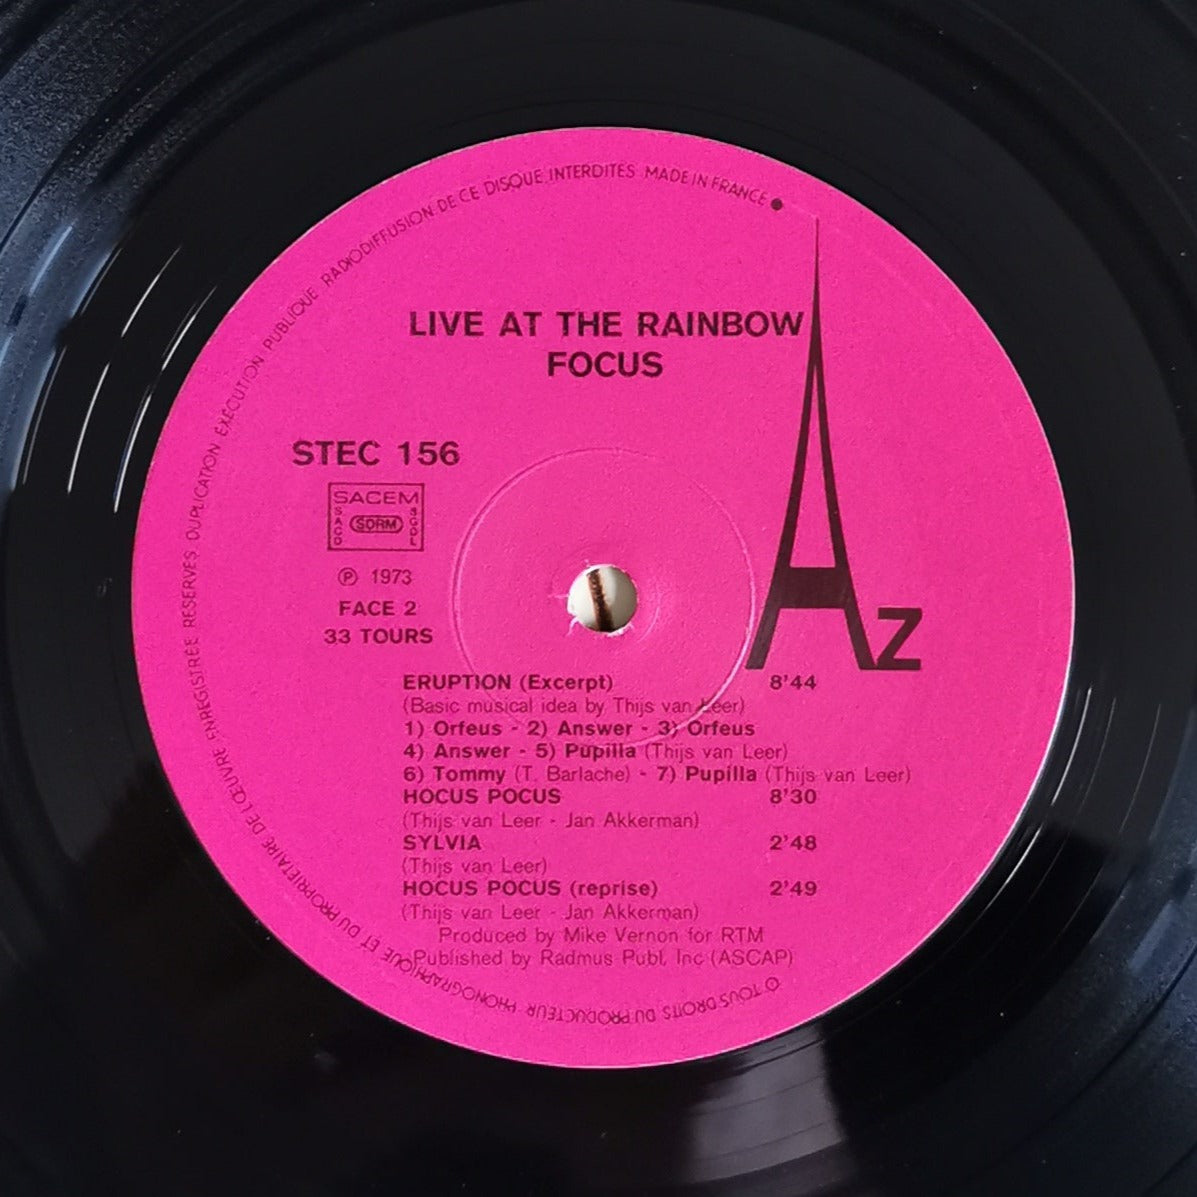 LIVE AT THE RAINBOW
FOCUS
STEC 156
SACEM
SACD
SDRM
SGDL
℗ 1973
FACE 2
33 TOURS
AZ
ERUPTION (Excerpt) 8'44
(Basic musical idea by Thijs van Leer)
1) Orfeus - 2) Answer - 3) Orfeus
4) Answer - 5) Pupilla (Thijs van Leer)
6) Tommy (T. Barlache) - 7) Pupilla (Thijs van Leer)
HOCUS POCUS 8'30
(Thijs van Leer - Jan Akkerman)
SYLVIA 2'48
(Thijs van Leer)
HOCUS POCUS (reprise) 2'49
(Thijs van Leer - Jan Akkerman)
Produced by Mike Vernon for RTM
Published by Radmus Publ. Inc (ASCAP)
TOUS DROITS DU PRODUCTEUR PHONOGRAPHIQUE ET DU PROPRIETAIRE DE L'ŒUVRE ENREGISTRÉE RESERVES DUPLICATION EXÉCUTION PUBLIQUE RADIODIFFUSION DE CE DISQUE INTERDITES MADE IN FRANCE